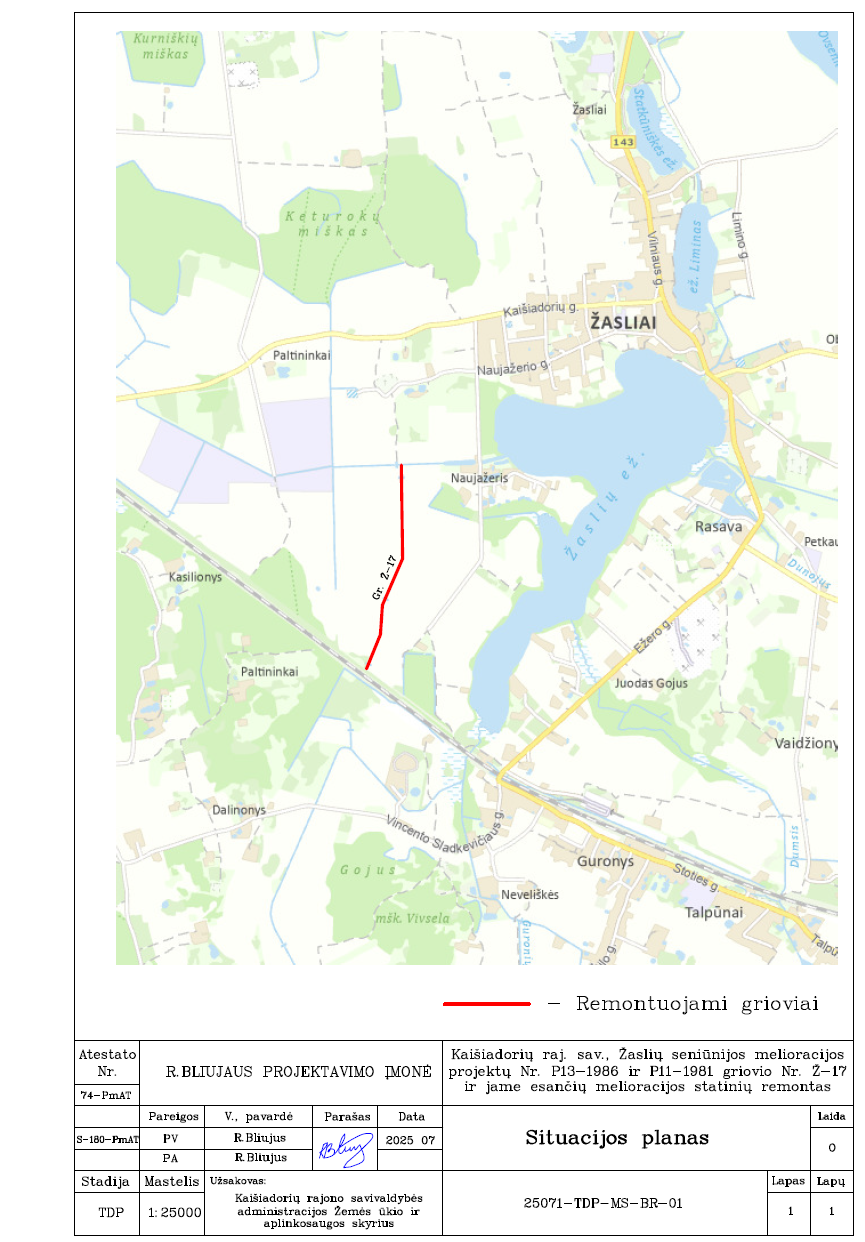 Kurniškių
miškas
Ovsenių
Statkūniškės ež.
Žasliai
143
Keturokų
miškas
Limino g.
Vilniaus g.
ež. Liminas
Kaišiadorių g.
ŽASLIAI
Paltininkai
Naujažerio g.
Naujažeris
Žaslių ež.
Rasava
Petkau
Dunojus
Gr. Ž-17
Kasilionys
Ežero g.
Paltininkai
Juodas Gojus
Vaidžiony
Dalinonys
Vincento Sladkevičiaus g.
Dumsis
Guronys
Stoties g.
Gojus
Neveliškės
Talpūnai
mšk. Vivsela
Talpū
ilo g.
– Remontuojami grioviai
Atestato
Nr.
74-PmAT
R.BLIUJAUS PROJEKTAVIMO ĮMONĖ
Kaišiadorių raj. sav., Žaslių seniūnijos melioracijos
projektų Nr. P13-1986 ir P11-1981 griovio Nr. Ž-17
ir jame esančių melioracijos statinių remontas
Pareigos V., pavardė Parašas Data
S-180-PmAT PV R.Bliujus 2025 07
PA R.Bliujus
Situacijos planas
Laida
0
Stadija Mastelis Užsakovas:
TDP 1:25000
Kaišiadorių rajono savivaldybės
administracijos Žemės ūkio ir
aplinkosaugos skyrius
25071-TDP-MS-BR-01
Lapas Lapų
1 1